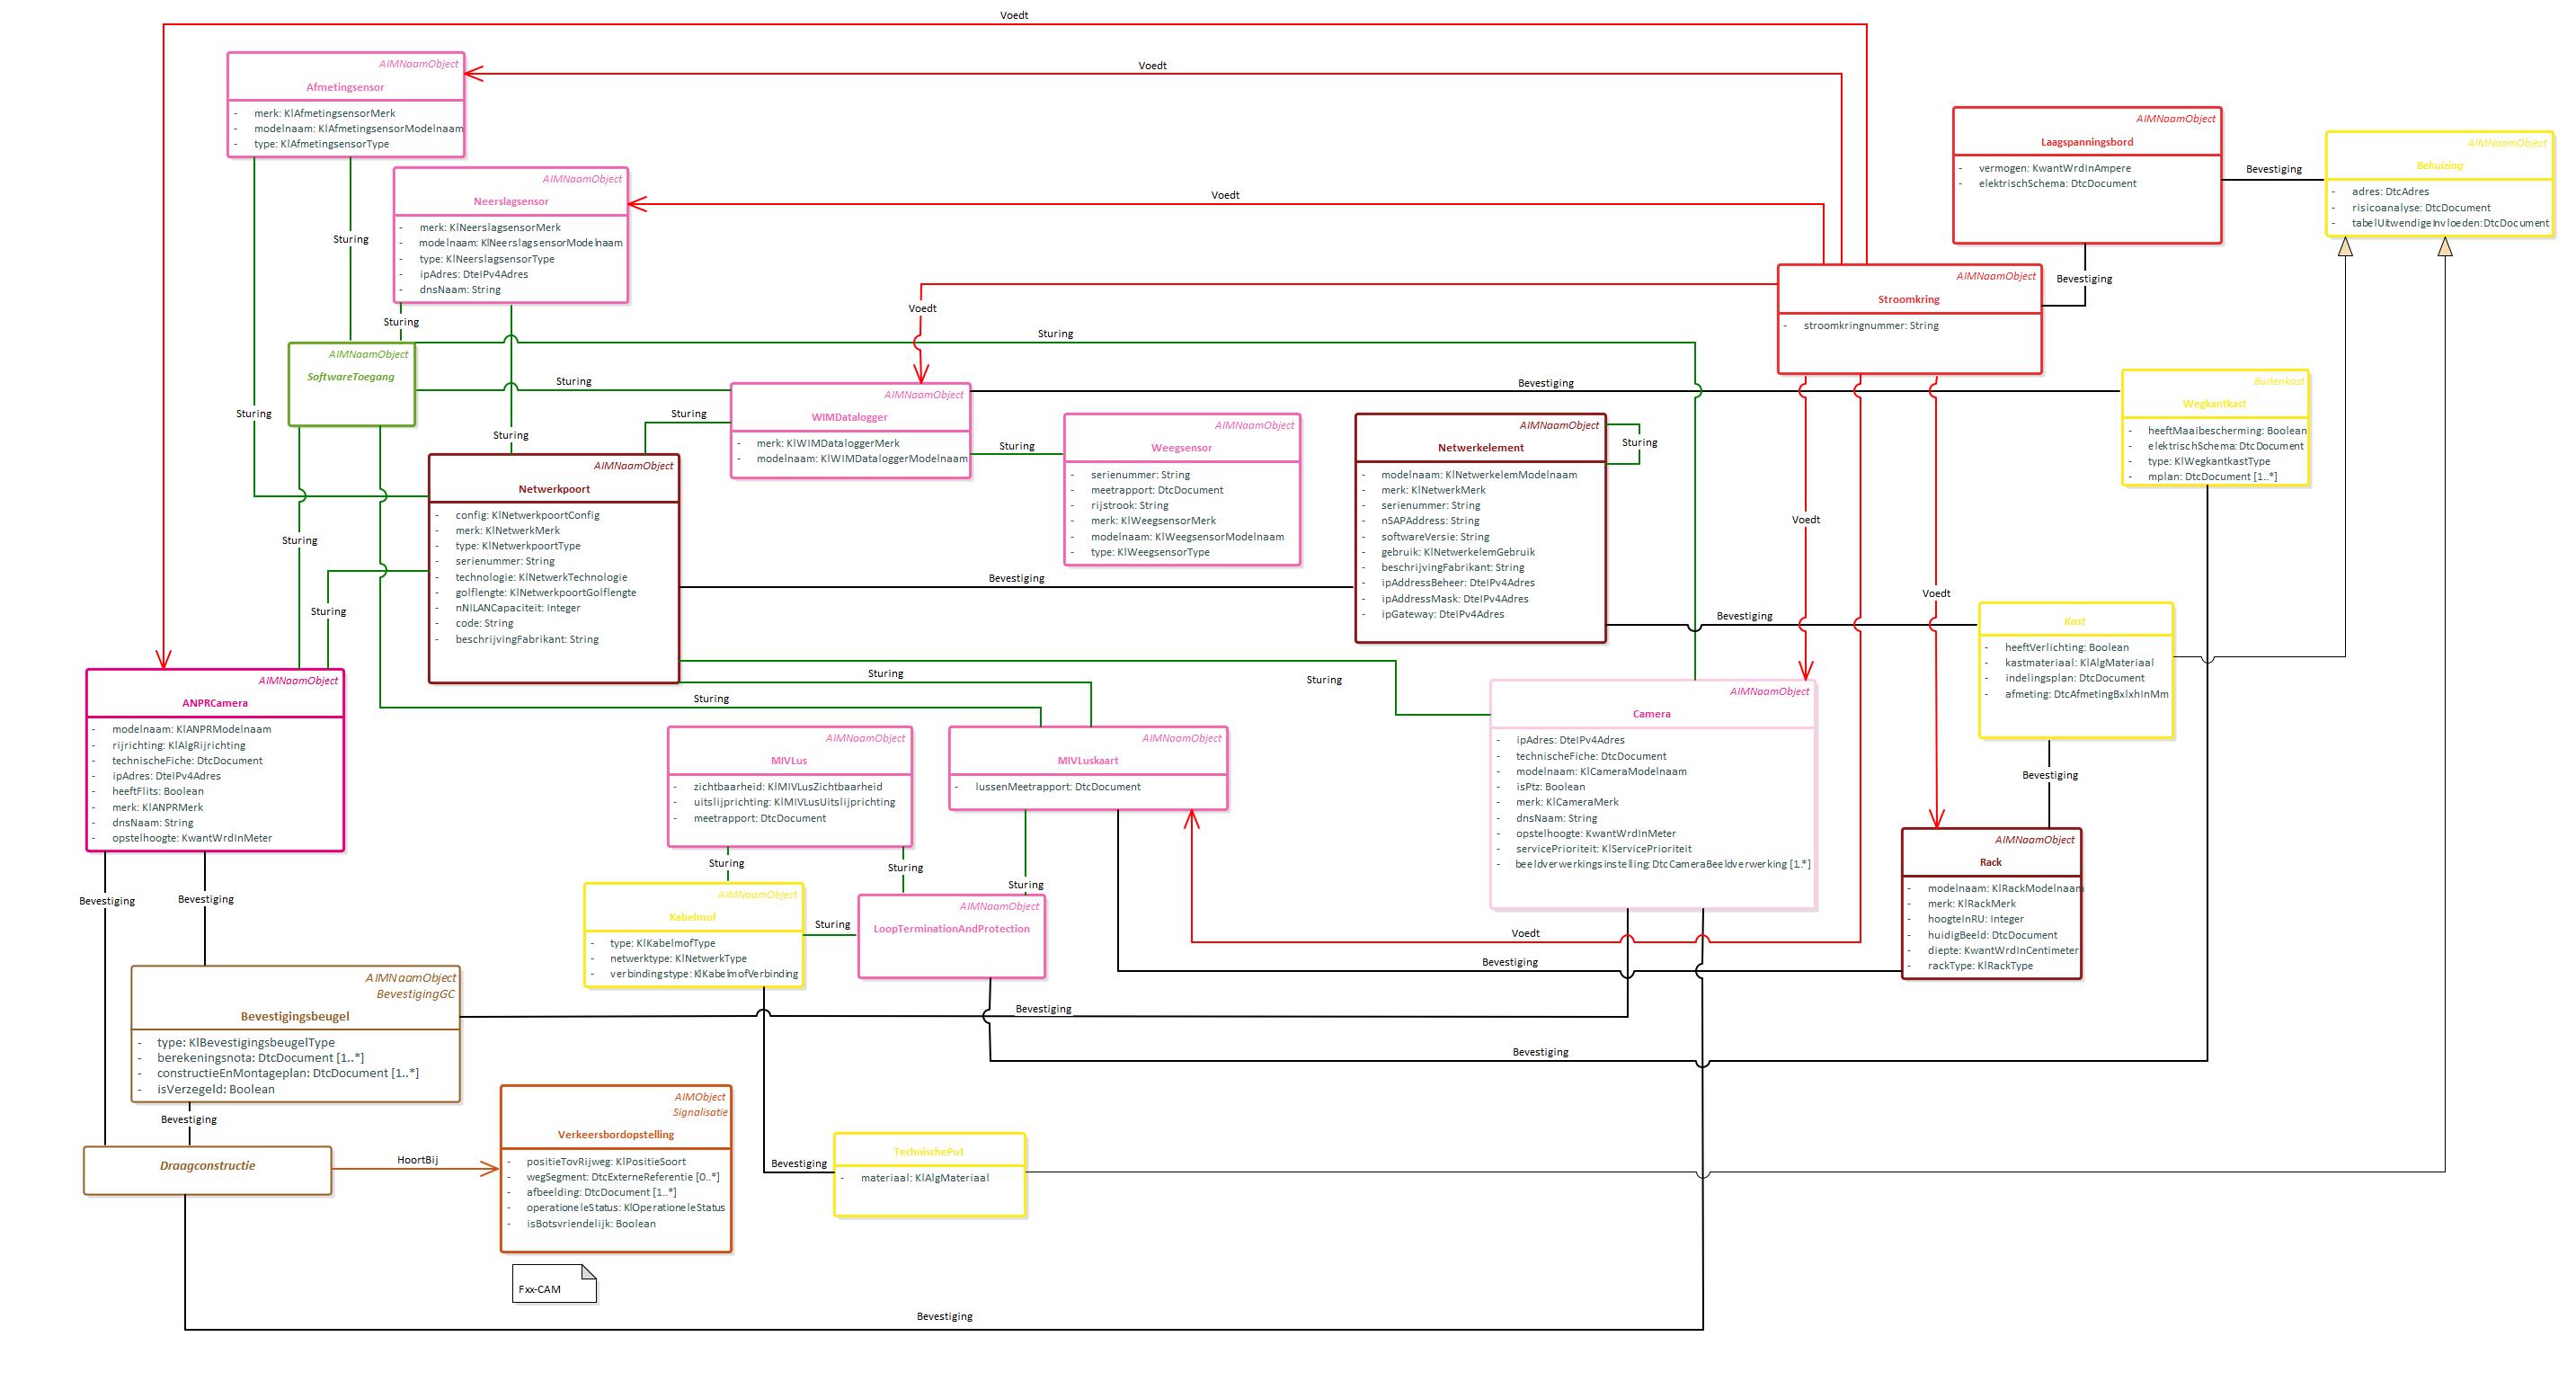 Voedt
AIMNaamObject
Afmetingsensor
- merk: KlAfmetingsensorMerk
- modelnaam: KlAfmetingsensorModelnaam
- type: KlAfmetingsensorType
Voedt
AIMNaamObject
Neerslagsensor
- merk: KlNeerslagsensorMerk
- modelnaam: KlNeerslagsensorModelnaam
- type: KlNeerslagsensorType
- ipAdres: DteIPv4Adres
- dnsNaam: String
Voedt
AIMNaamObject
Laagspanningsbord
- vermogen: KwantWrdInAmpere
- elektrischSchema: DtcDocument
Bevestiging
AIMNaamObject
Behuizing
- adres: DtcAdres
- risicoanalyse: DtcDocument
- tabelUitwendigeInvloeden: DtcDocument
Sturing
Sturing
Voedt
AIMNaamObject
Stroomkring
- stroomkringnummer: String
Bevestiging
AIMNaamObject
SoftwareToegang
Sturing
Sturing
Sturing
Sturing
Sturing
AIMNaamObject
WIMDatalogger
- merk: KlWIMDataloggerMerk
- modelnaam: KlWIMDataloggerModelnaam
Bevestiging
Sturing
AIMNaamObject
Weegsensor
- serienummer: String
- meetrapport: DtcDocument
- rijstrook: String
- merk: KlWeegsensorMerk
- modelnaam: KlWeegsensorModelnaam
- type: KlWeegsensorType
AIMNaamObject
Netwerkelement
- modelnaam: KlNetwerkelemModelnaam
- merk: KlNetwerkMerk
- serienummer: String
- nSAPAddress: String
- softwareVersie: String
- gebruik: KlNetwerkelemGebruik
- beschrijvingFabrikant: String
- ipAddressBeheer: DteIPv4Adres
- ipAddressMask: DteIPv4Adres
- ipGateway: DteIPv4Adres
Sturing
Buitenkast
Wegkantkast
- heeftMaaibescherming: Boolean
- elektrischSchema: DtcDocument
- type: KlWegkantkastType
- mplan: DtcDocument [1..*]
AIMNaamObject
Netwerkpoort
- config: KlNetwerkpoortConfig
- merk: KlNetwerkMerk
- type: KlNetwerkpoortType
- serienummer: String
- technologie: KlNetwerkTechnologie
- golflengte: KlNetwerkpoortGolflengte
- nNILANCapaciteit: Integer
- code: String
- beschrijvingFabrikant: String
Sturing
Sturing
Bevestiging
Voedt
Voedt
Bevestiging
Kast
- heeftVerlichting: Boolean
- kastmateriaal: KlAlgMateriaal
- indelingsplan: DtcDocument
- afmeting: DtcAfmetingBxlxhInMm
Sturing
Sturing
Sturing
AIMNaamObject
ANPRCamera
- modelnaam: KlANPRModelnaam
- rijrichting: KlAlgRijrichting
- technischeFiche: DtcDocument
- ipAdres: DteIPv4Adres
- heeftFlits: Boolean
- merk: KlANPRMerk
- dnsNaam: String
- opstelhoogte: KwantWrdInMeter
AIMNaamObject
MIVLus
- zichtbaarheid: KlMIVLusZichtbaarheid
- uitslijprichting: KlMIVLusUitslijprichting
- meetrapport: DtcDocument
AIMNaamObject
MIVLuskaart
- lussenMeetrapport: DtcDocument
AIMNaamObject
Camera
- ipAdres: DteIPv4Adres
- technischeFiche: DtcDocument
- modelnaam: KlCameraModelnaam
- isPtz: Boolean
- merk: KlCameraMerk
- dnsNaam: String
- opstelhoogte: KwantWrdInMeter
- servicePrioriteit: KlServicePrioriteit
- beeldverwerkingsinstelling: DtcCameraBeeldverwerking [1.*]
Bevestiging
AIMNaamObject
Rack
- modelnaam: KlRackModelnaam
- merk: KlRackMerk
- hoogteInRU: Integer
- huidigBeeld: DtcDocument
- diepte: KwantWrdInCentimeter
- rackType: KlRackType
Sturing
Sturing
Sturing
Bevestiging
Bevestiging
AIMNaamObject
Kabelmof
- type: KlKabelmofType
- netwerktype: KlNetwerkType
- verbindingstype: KlKabelmofVerbinding
Sturing
AIMNaamObject
LoopTerminationAndProtection
Voedt
Bevestiging
AIMNaamObject
BevestigingGC
Bevestigingsbeugel
- type: KlBevestigingsbeugelType
- berekeningsnota: DtcDocument [1..*]
- constructieEnMontageplan: DtcDocument [1..*]
- isVerzegeld: Boolean
Bevestiging
Bevestiging
Bevestiging
Draagconstructie
HoortBij
AIMObject
Signalisatie
Verkeersbordopstelling
- positieTovRijweg: KlPositieSoort
- wegSegment: DtcExterneReferentie [0..*]
- afbeelding: DtcDocument [1..*]
- operationeleStatus: KlOperationeleStatus
- isBotsvriendelijk: Boolean
Bevestiging
TechnischePut
- materiaal: KlAlgMateriaal
Fxx-CAM
Bevestiging